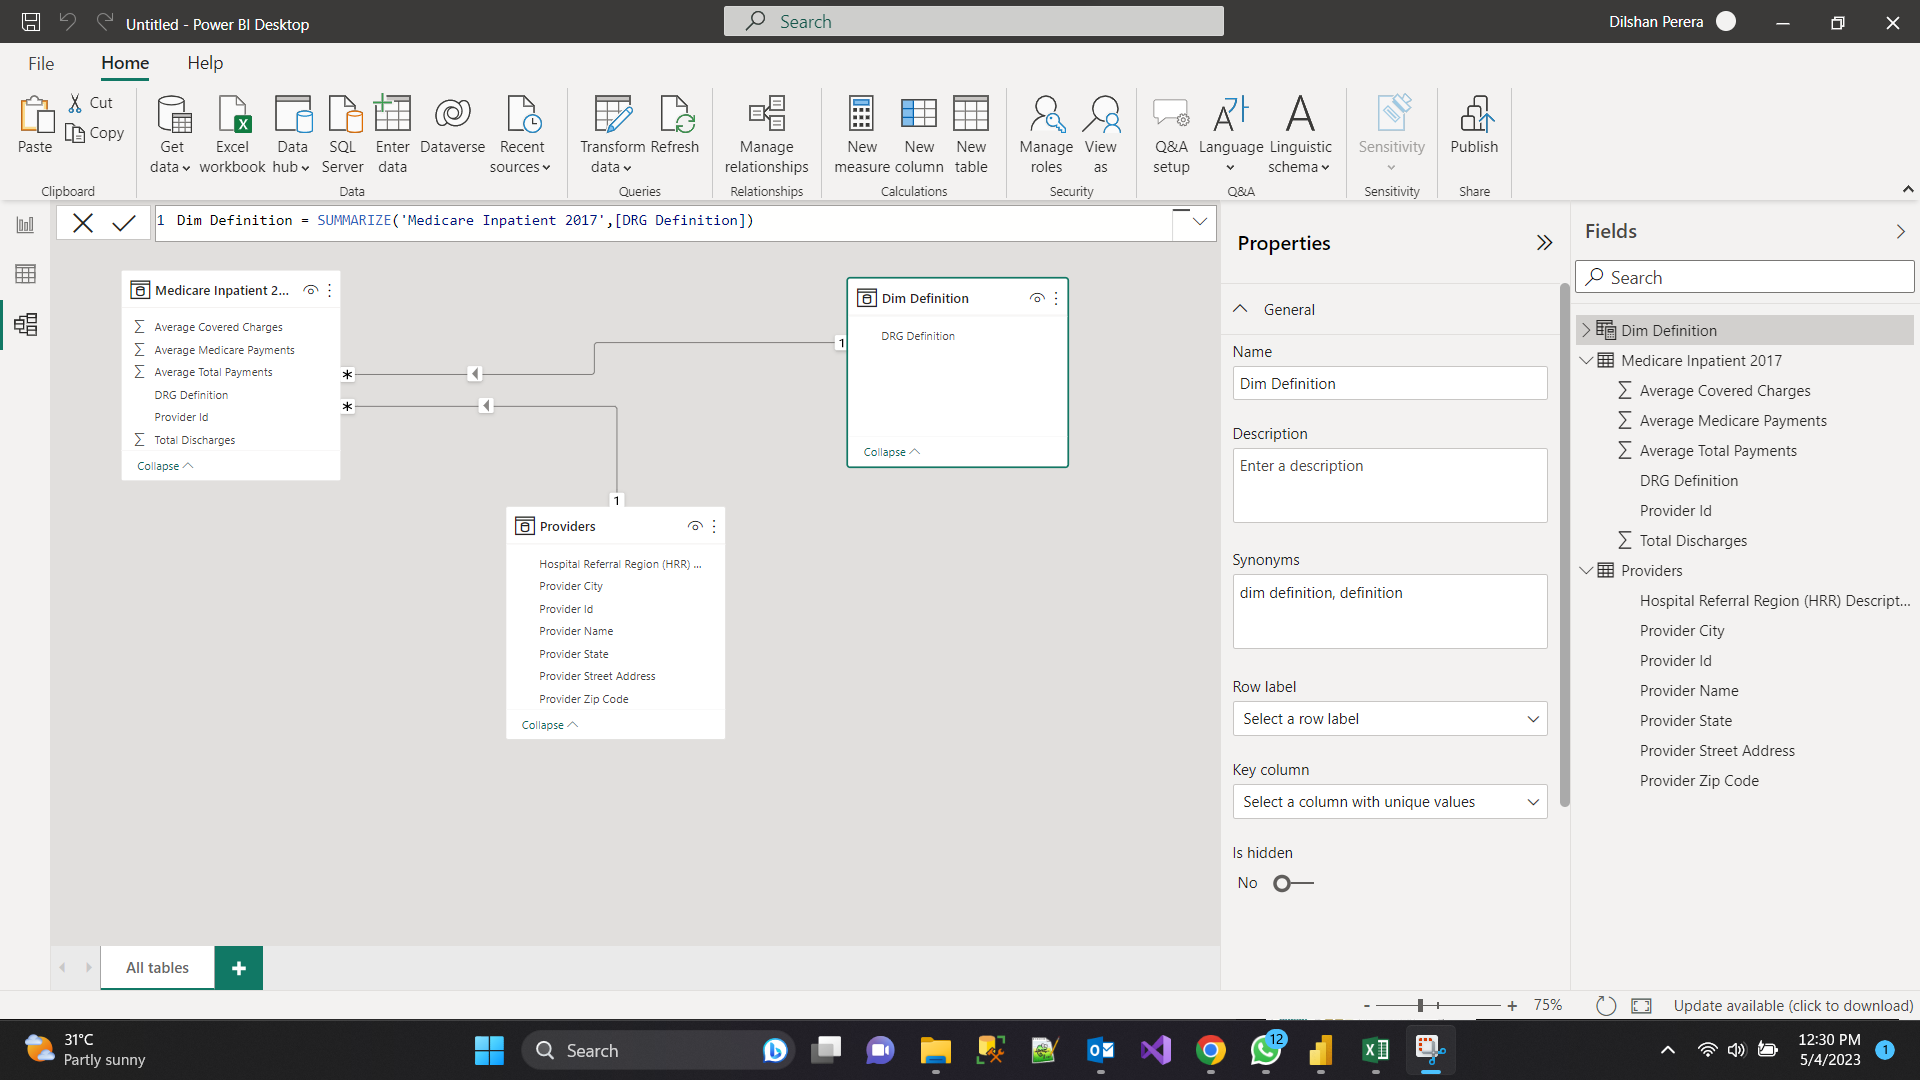 Untitled - Power BI Desktop
Search
Dilshan Perera
File
Home
Help
Paste
Cut
Copy
Clipboard
Get data
Excel workbook
Data hub
SQL Server
Enter data
Dataverse
Recent sources
Data
Transform data
Refresh
Queries
Manage relationships
Relationships
New measure
New column
New table
Calculations
Manage roles
View as
Security
Q&A setup
Language
Linguistic schema
Q&A
Sensitivity
Sensitivity
Publish
Share
1 Dim Definition = SUMMARIZE('Medicare Inpatient 2017',[DRG Definition])
Medicare Inpatient 2...
Average Covered Charges
Average Medicare Payments
Average Total Payments
DRG Definition
Provider Id
Total Discharges
Collapse
*
*
1
1
Dim Definition
DRG Definition
Collapse
Providers
Hospital Referral Region (HRR) ...
Provider City
Provider Id
Provider Name
Provider State
Provider Street Address
Provider Zip Code
Collapse
All tables
+
Properties
General
Name
Dim Definition
Description
Enter a description
Synonyms
dim definition, definition
Row label
Select a row label
Key column
Select a column with unique values
Is hidden
No
Fields
Search
Dim Definition
Medicare Inpatient 2017
Average Covered Charges
Average Medicare Payments
Average Total Payments
DRG Definition
Provider Id
Total Discharges
Providers
Hospital Referral Region (HRR) Descript...
Provider City
Provider Id
Provider Name
Provider State
Provider Street Address
Provider Zip Code
- + 75%
Update available (click to download)
31°C
Partly sunny
Search
12
12:30 PM
5/4/2023
1